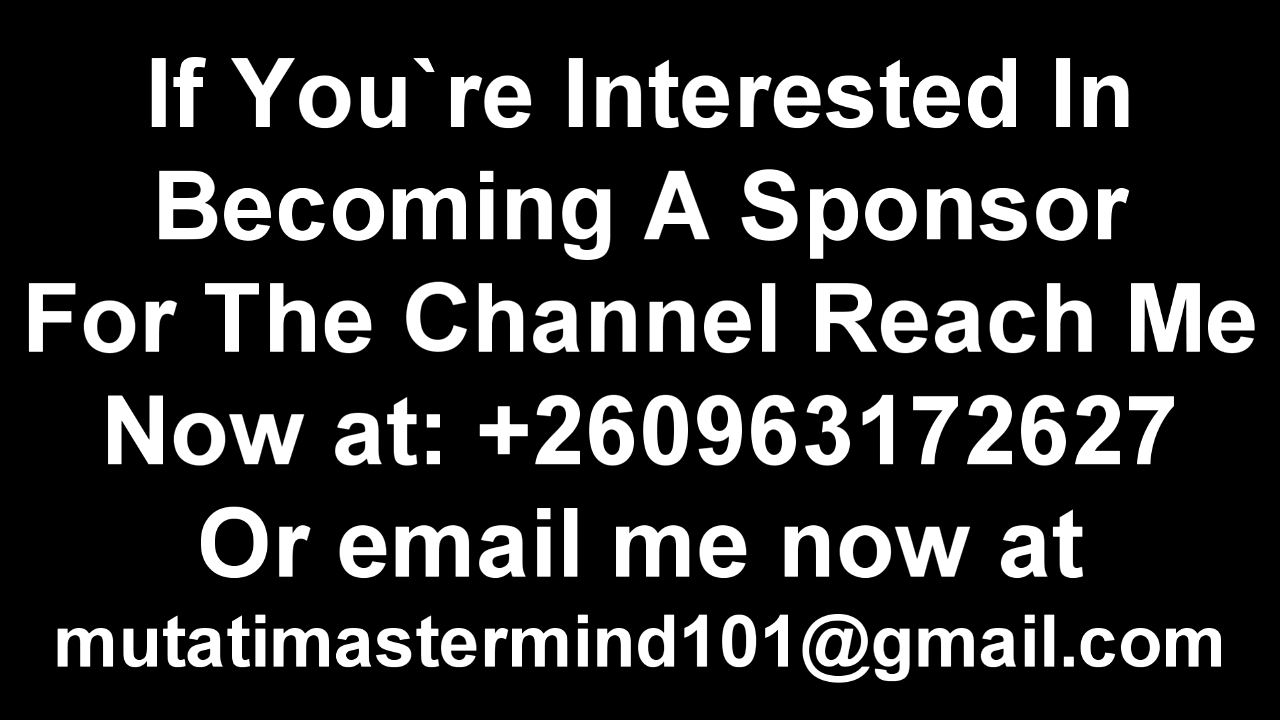 If You`re Interested In
Becoming A Sponsor
For The Channel Reach Me
Now at: +260963172627
Or email me now at
mutatimastermind101@gmail.com